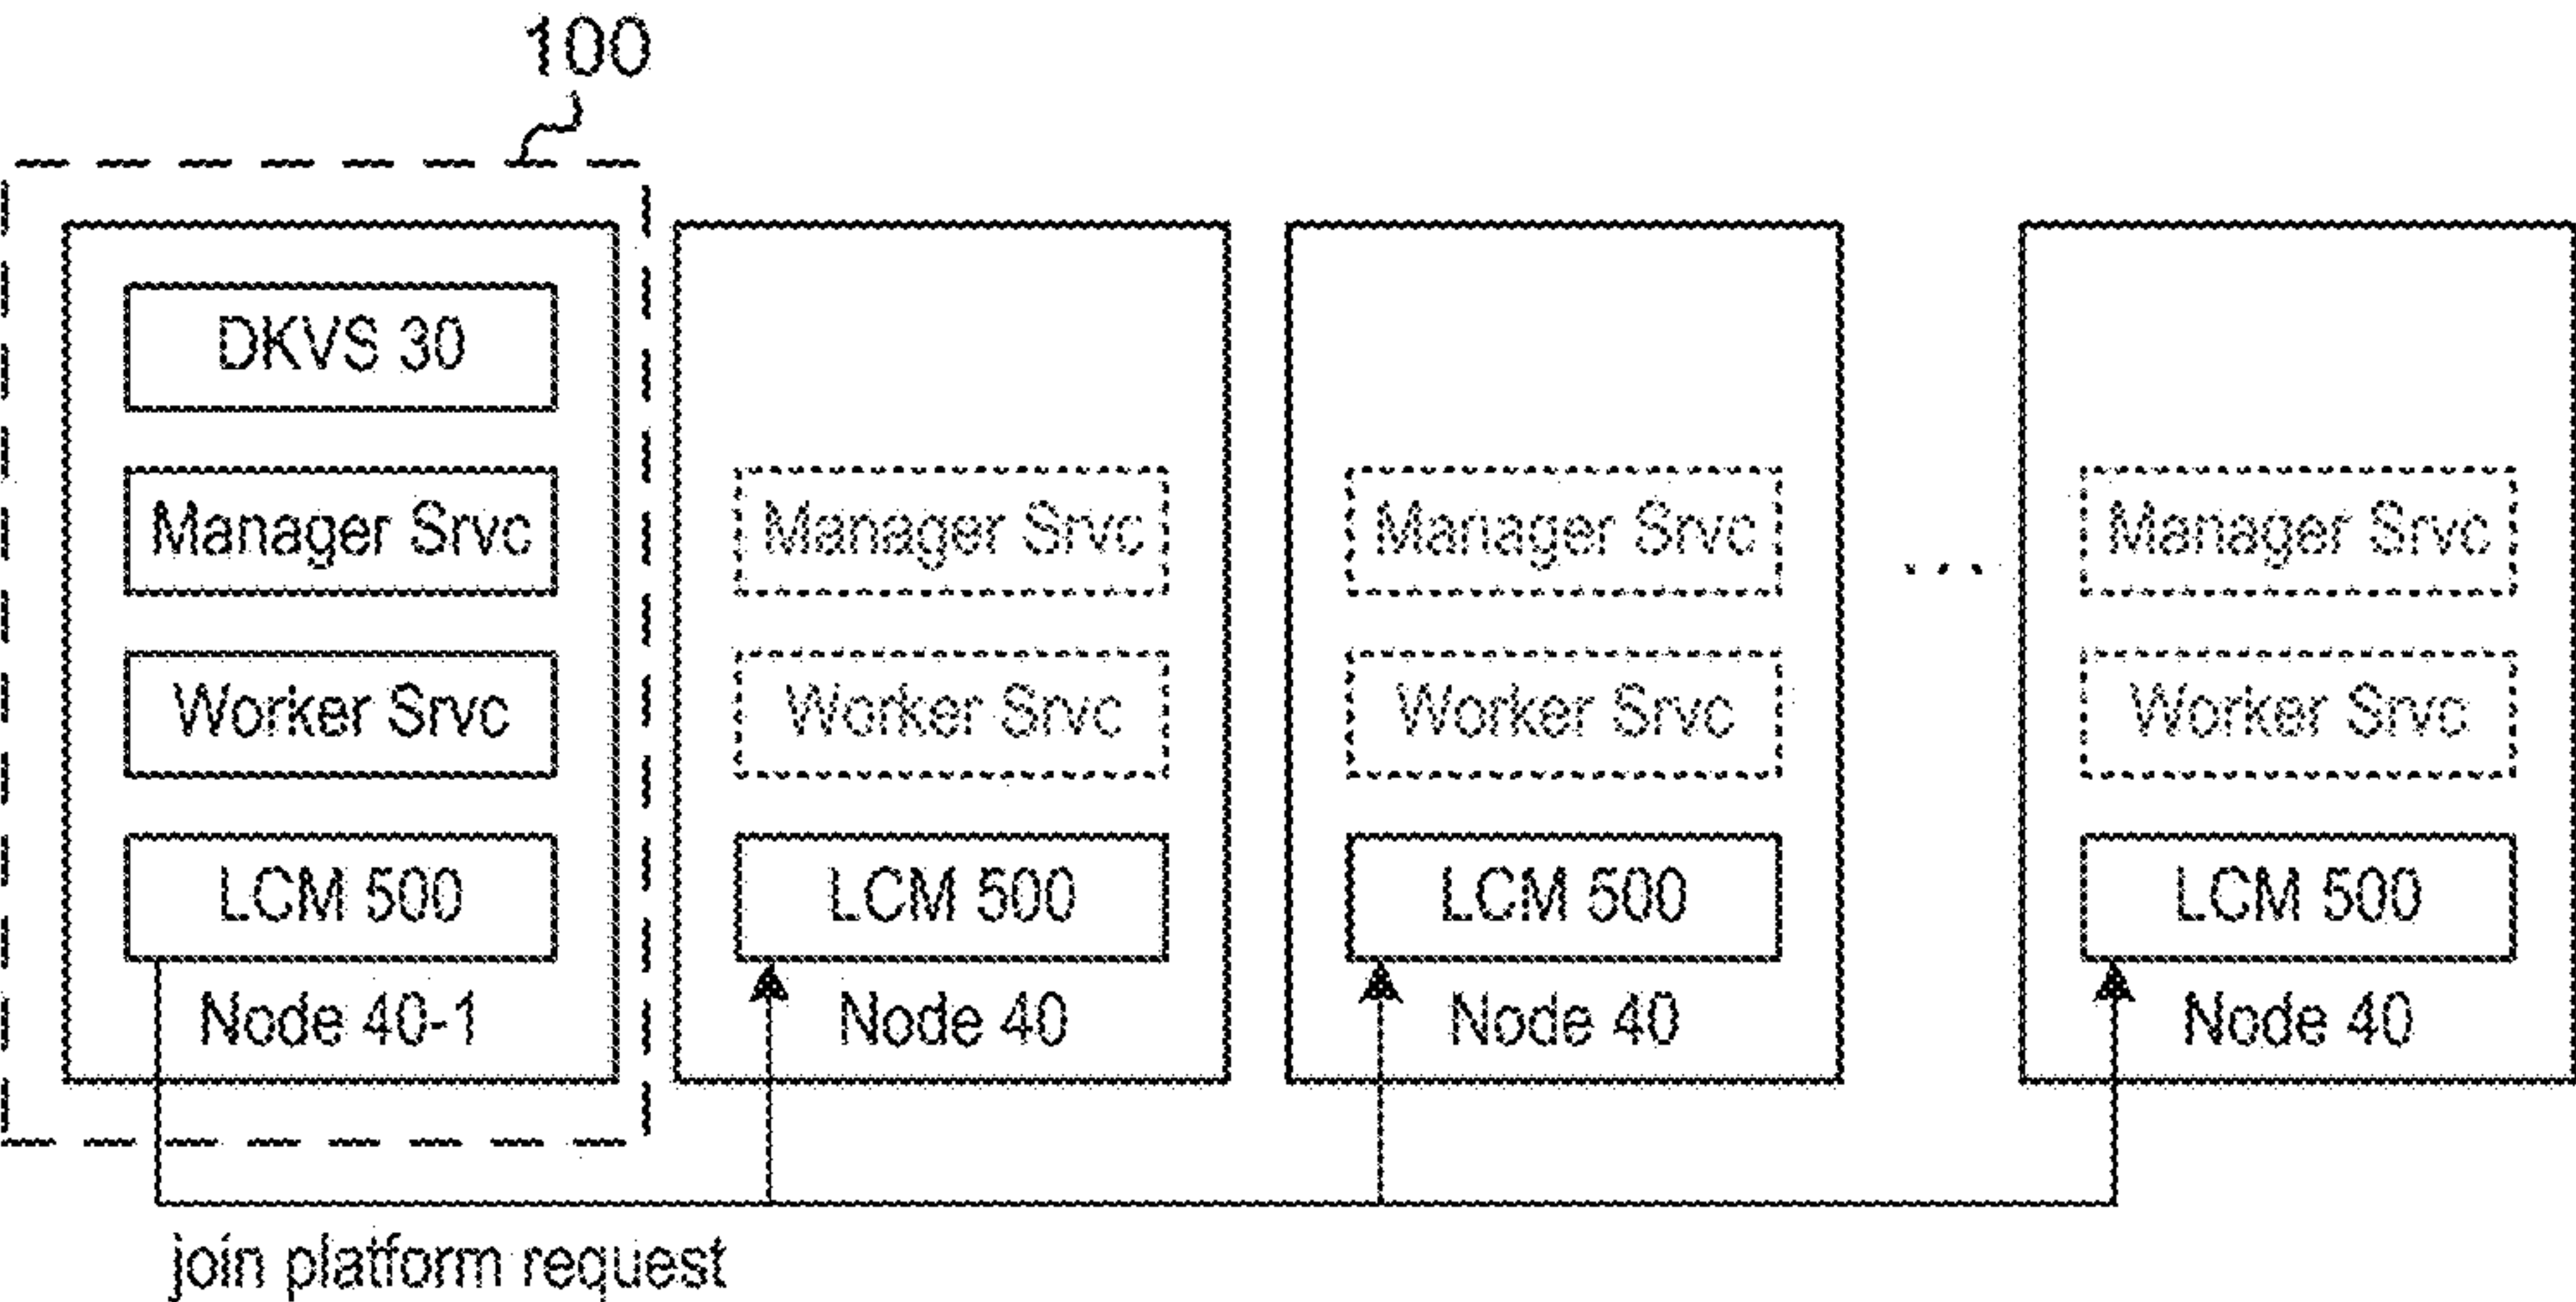 100
DKVS 30
Manager Srvc
Worker Srvc
LCM 500
Node 40-1
Manager Srvc
Worker Srvc
LCM 500
Node 40
Manager Srvc
Worker Srvc
LCM 500
Node 40
...
Manager Srvc
Worker Srvc
LCM 500
Node 40
join platform request